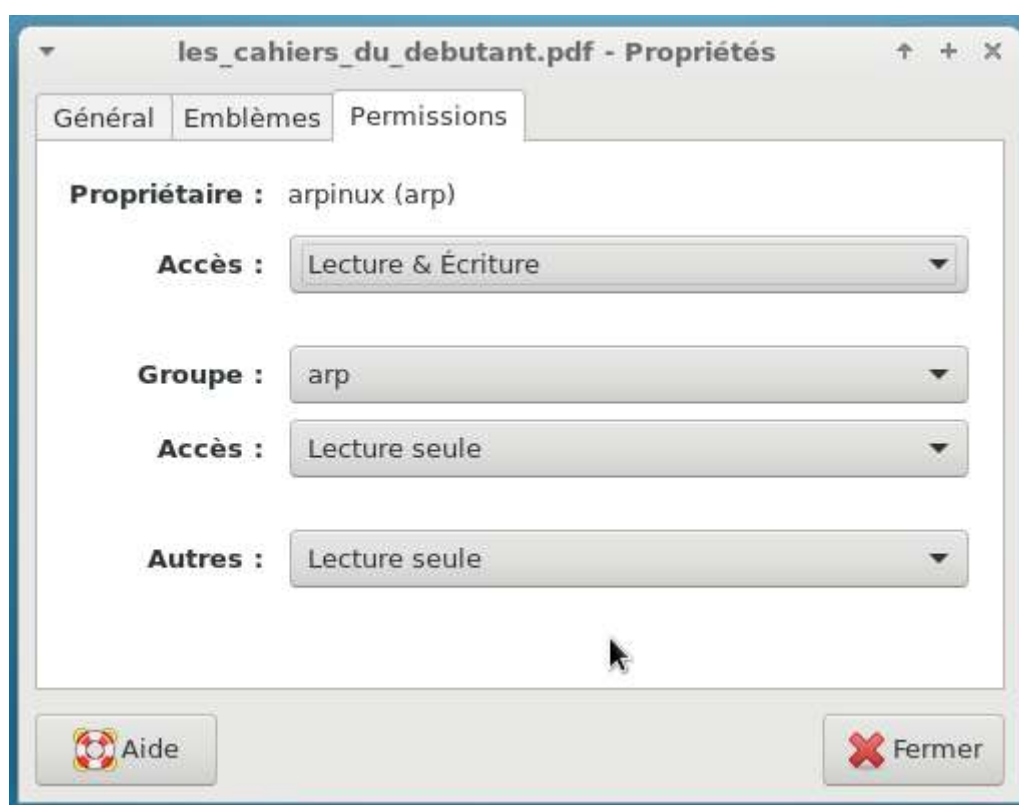 les_cahiers_du_debutant.pdf - Propriétés
Général Emblèmes Permissions
Propriétaire : arpinux (arp)
Accès : Lecture & Écriture
Groupe : arp
Accès : Lecture seule
Autres : Lecture seule
Aide Fermer